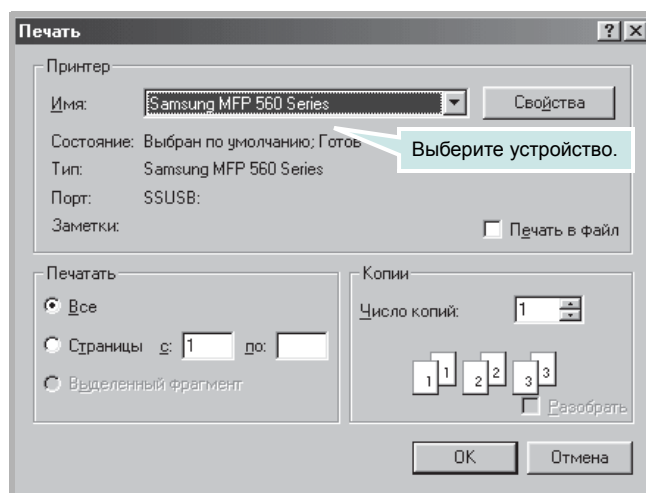 Печать
Принтер
Имя: Samsung MFP 560 Series Свойства
Состояние: Выбран по умолчанию; Готов
Выберите устройство.
Тип: Samsung MFP 560 Series
Порт: SSUSB:
Заметки: Печать в файл
Печатать
Все
Страницы с: 1 по:
Выделенный фрагмент
Копии
Число копий: 1
1 1 2 2 3 3
Разобрать
OK Отмена